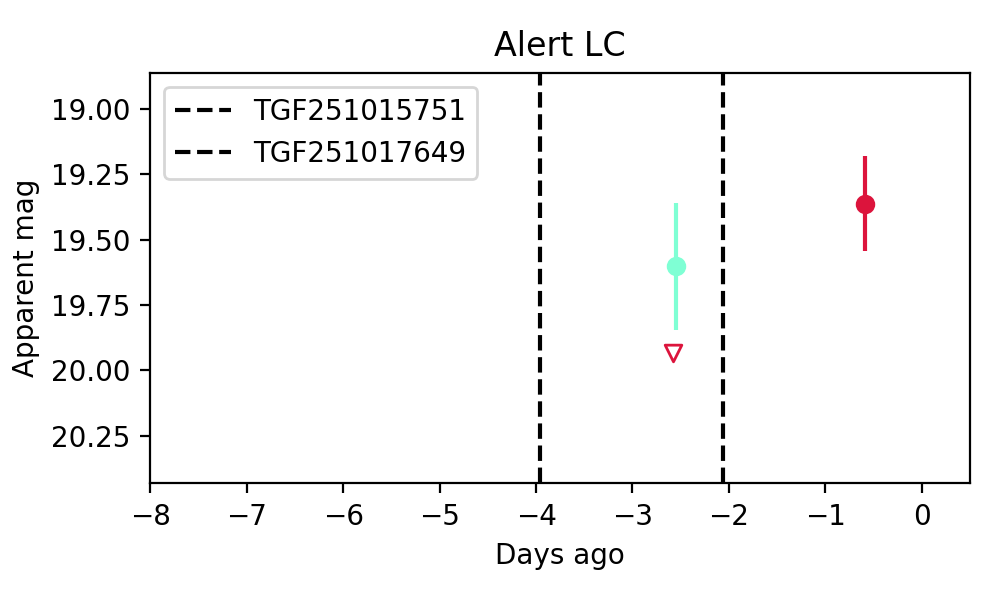 Alert LC
TGF251015751
TGF251017649
Apparent mag
19.00
19.25
19.50
19.75
20.00
20.25
−8 −7 −6 −5 −4 −3 −2 −1 0
Days ago